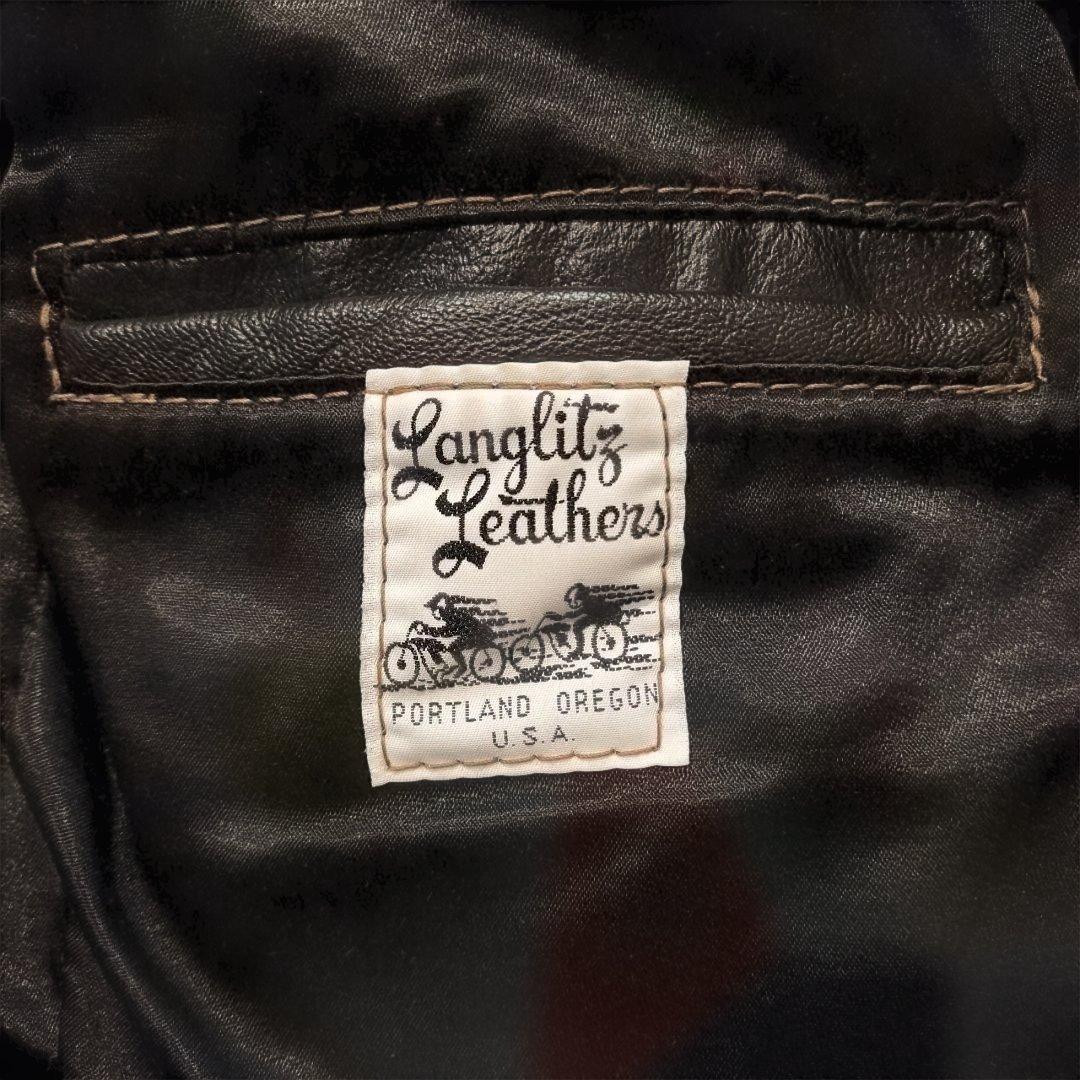 Langlitz
Leathers
PORTLAND OREGON
U.S.A.